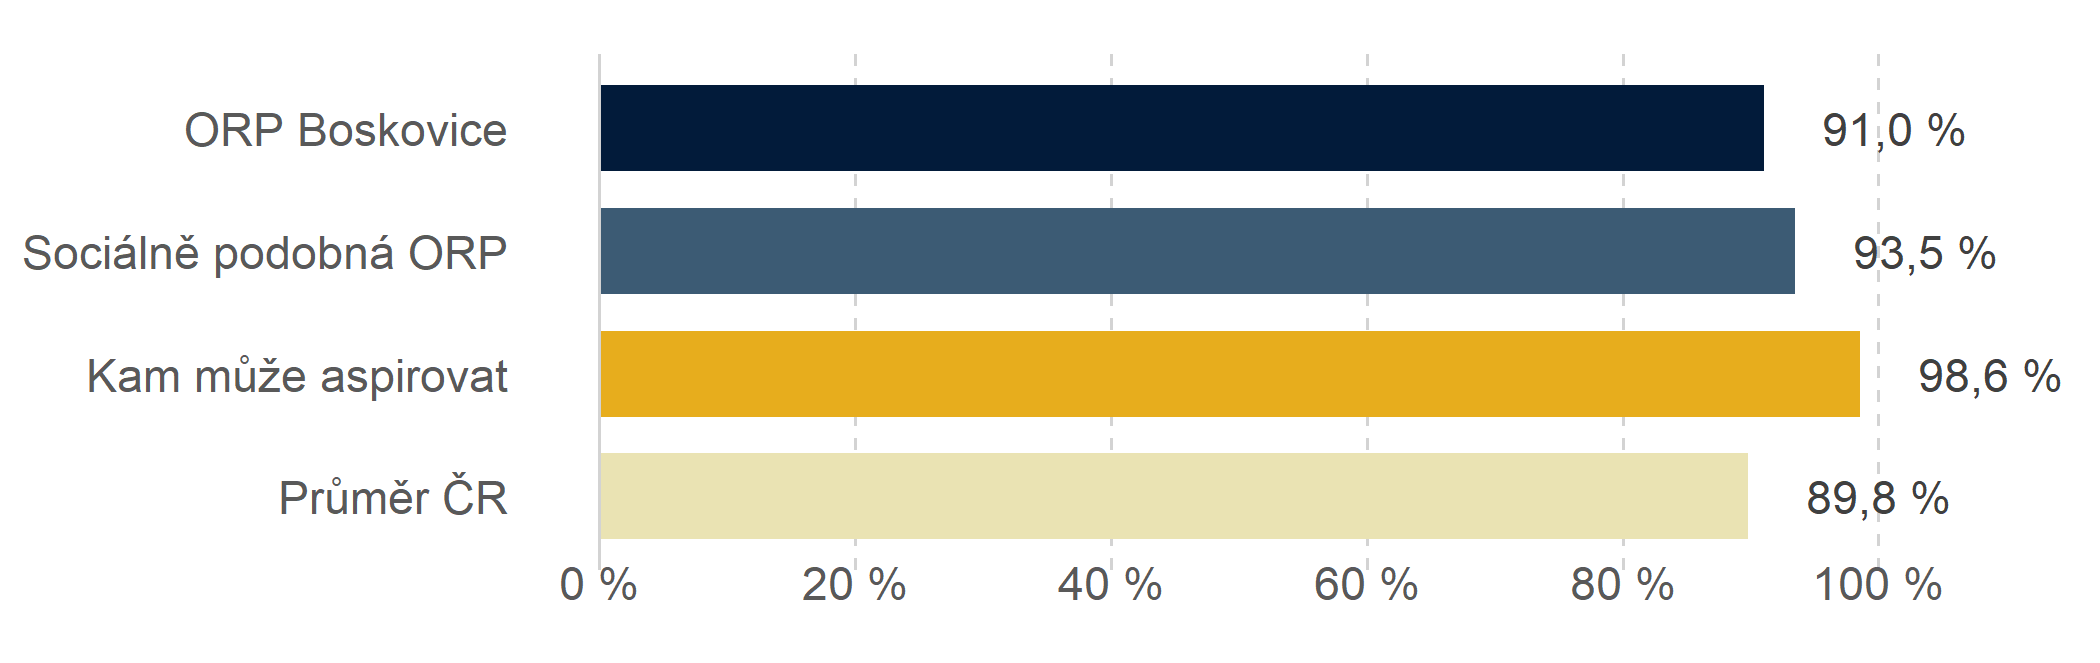 ORP Boskovice 91,0 %
Sociálně podobná ORP 93,5 %
Kam může aspirovat 98,6 %
Průměr ČR 89,8 %
0 % 20 % 40 % 60 % 80 % 100 %